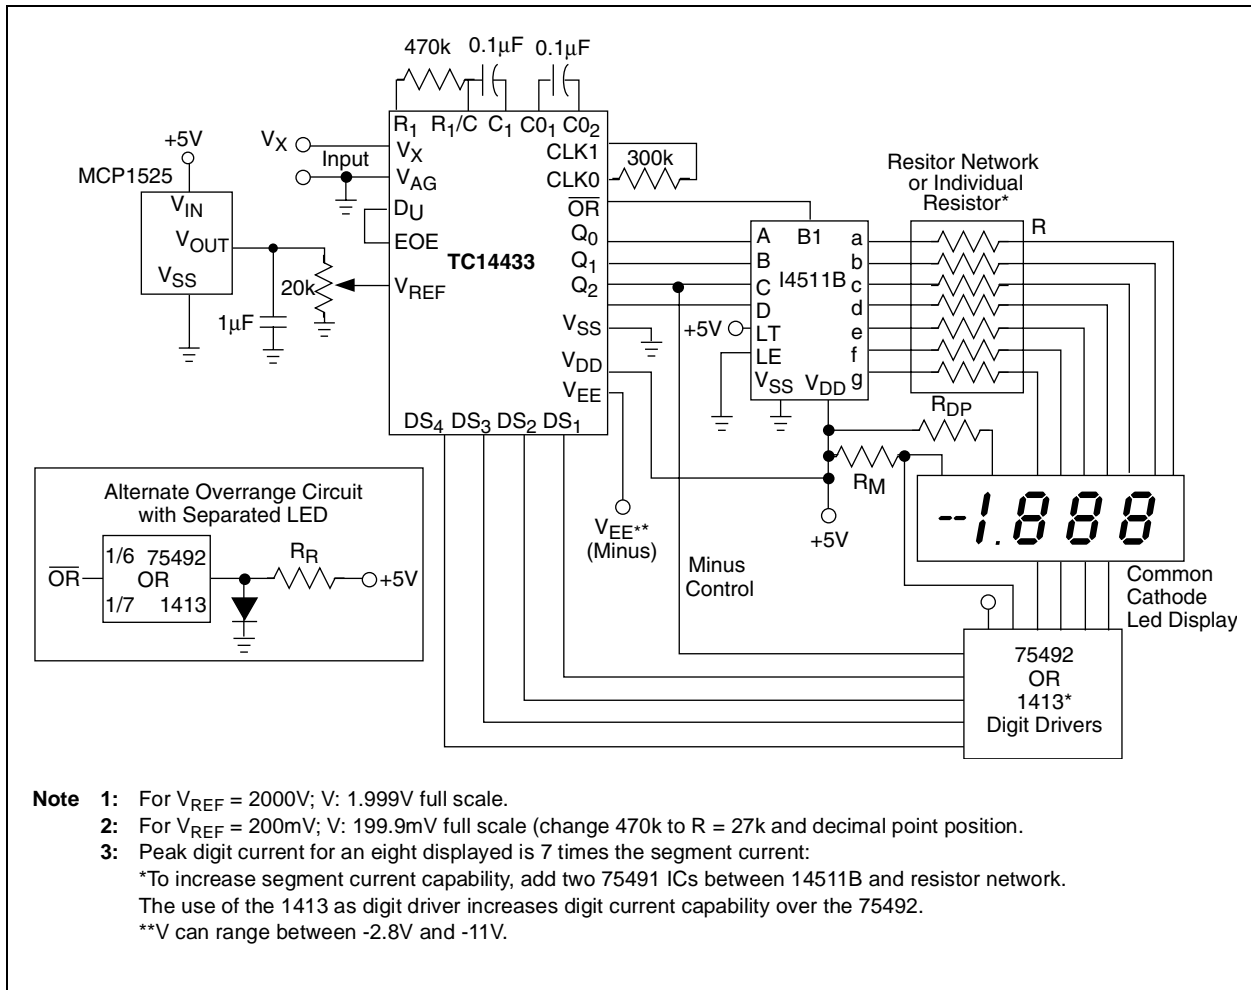 470k 0.1µF 0.1µF
R1 R1/C C1 C01 C02
+5V
MCP1525
VIN
VOUT
VSS
20k
1µF
VX
Input
VX
VAG
DU
EOE
VREF
TC14433
CLK1
CLK0
300k
OR
Q0
Q1
Q2
VSS
VDD
VEE
DS4 DS3 DS2 DS1
A B1 a
B b
C I4511B c
D d
+5V LT e
LE f
VSS VDD g
Resitor Network
or Individual
Resistor*
R
RDP
RM
+5V
VEE**
(Minus)
Minus
Control
-1.888
Common
Cathode
Led Display
75492
OR
1413*
Digit Drivers
Alternate Overrange Circuit
with Separated LED
OR
1/6 75492
OR
1/7 1413
RR
+5V
Note 1: For VREF = 2000V; V: 1.999V full scale.
2: For VREF = 200mV; V: 199.9mV full scale (change 470k to R = 27k and decimal point position.
3: Peak digit current for an eight displayed is 7 times the segment current:
*To increase segment current capability, add two 75491 ICs between 14511B and resistor network.
The use of the 1413 as digit driver increases digit current capability over the 75492.
**V can range between -2.8V and -11V.